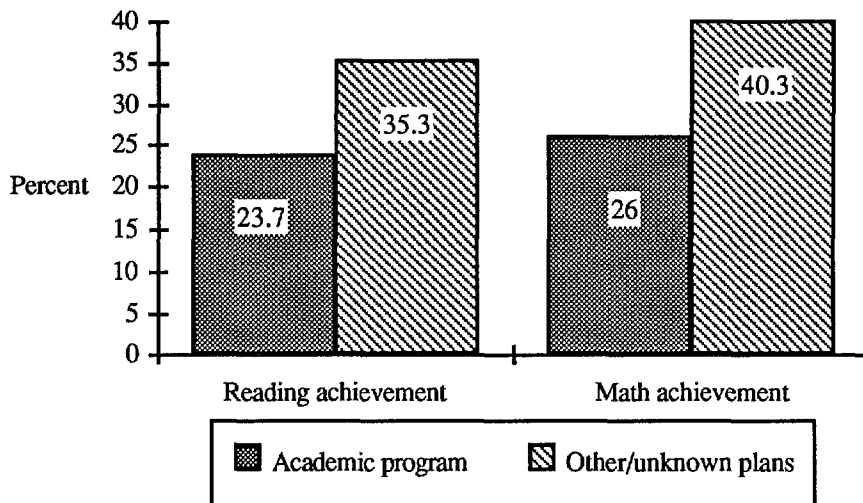 40
35
30
25
20
15
10
5
0
Percent
23.7
35.3
26
40.3
Reading achievement
Math achievement
Academic program
Other/unknown plans